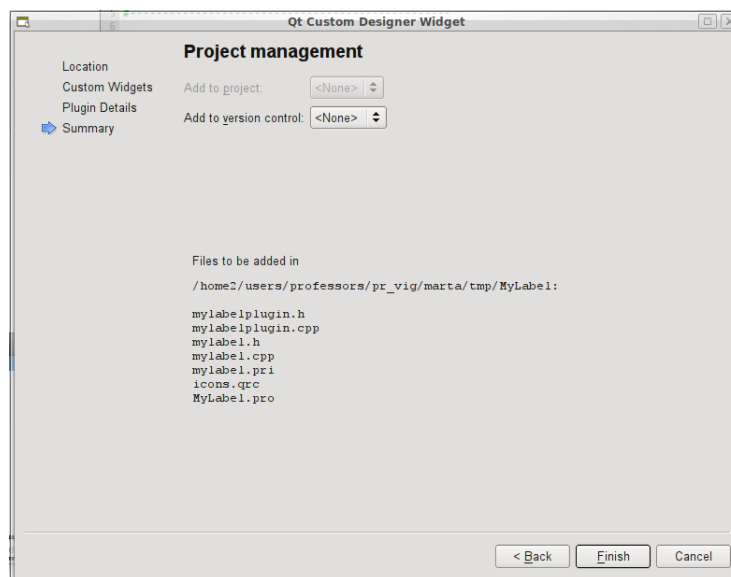 Qt Custom Designer Widget
6
Project management
Location
Custom Widgets
Plugin Details
Summary
Add to project:
<None>
Add to version control:
<None>
Files to be added in
/home2/users/professors/pr_vig/marta/tmp/MyLabel:
mylabelplugin.h
mylabelplugin.cpp
mylabel.h
mylabel.cpp
mylabel.pri
icons.qrc
MyLabel.pro
< Back
Finish
Cancel